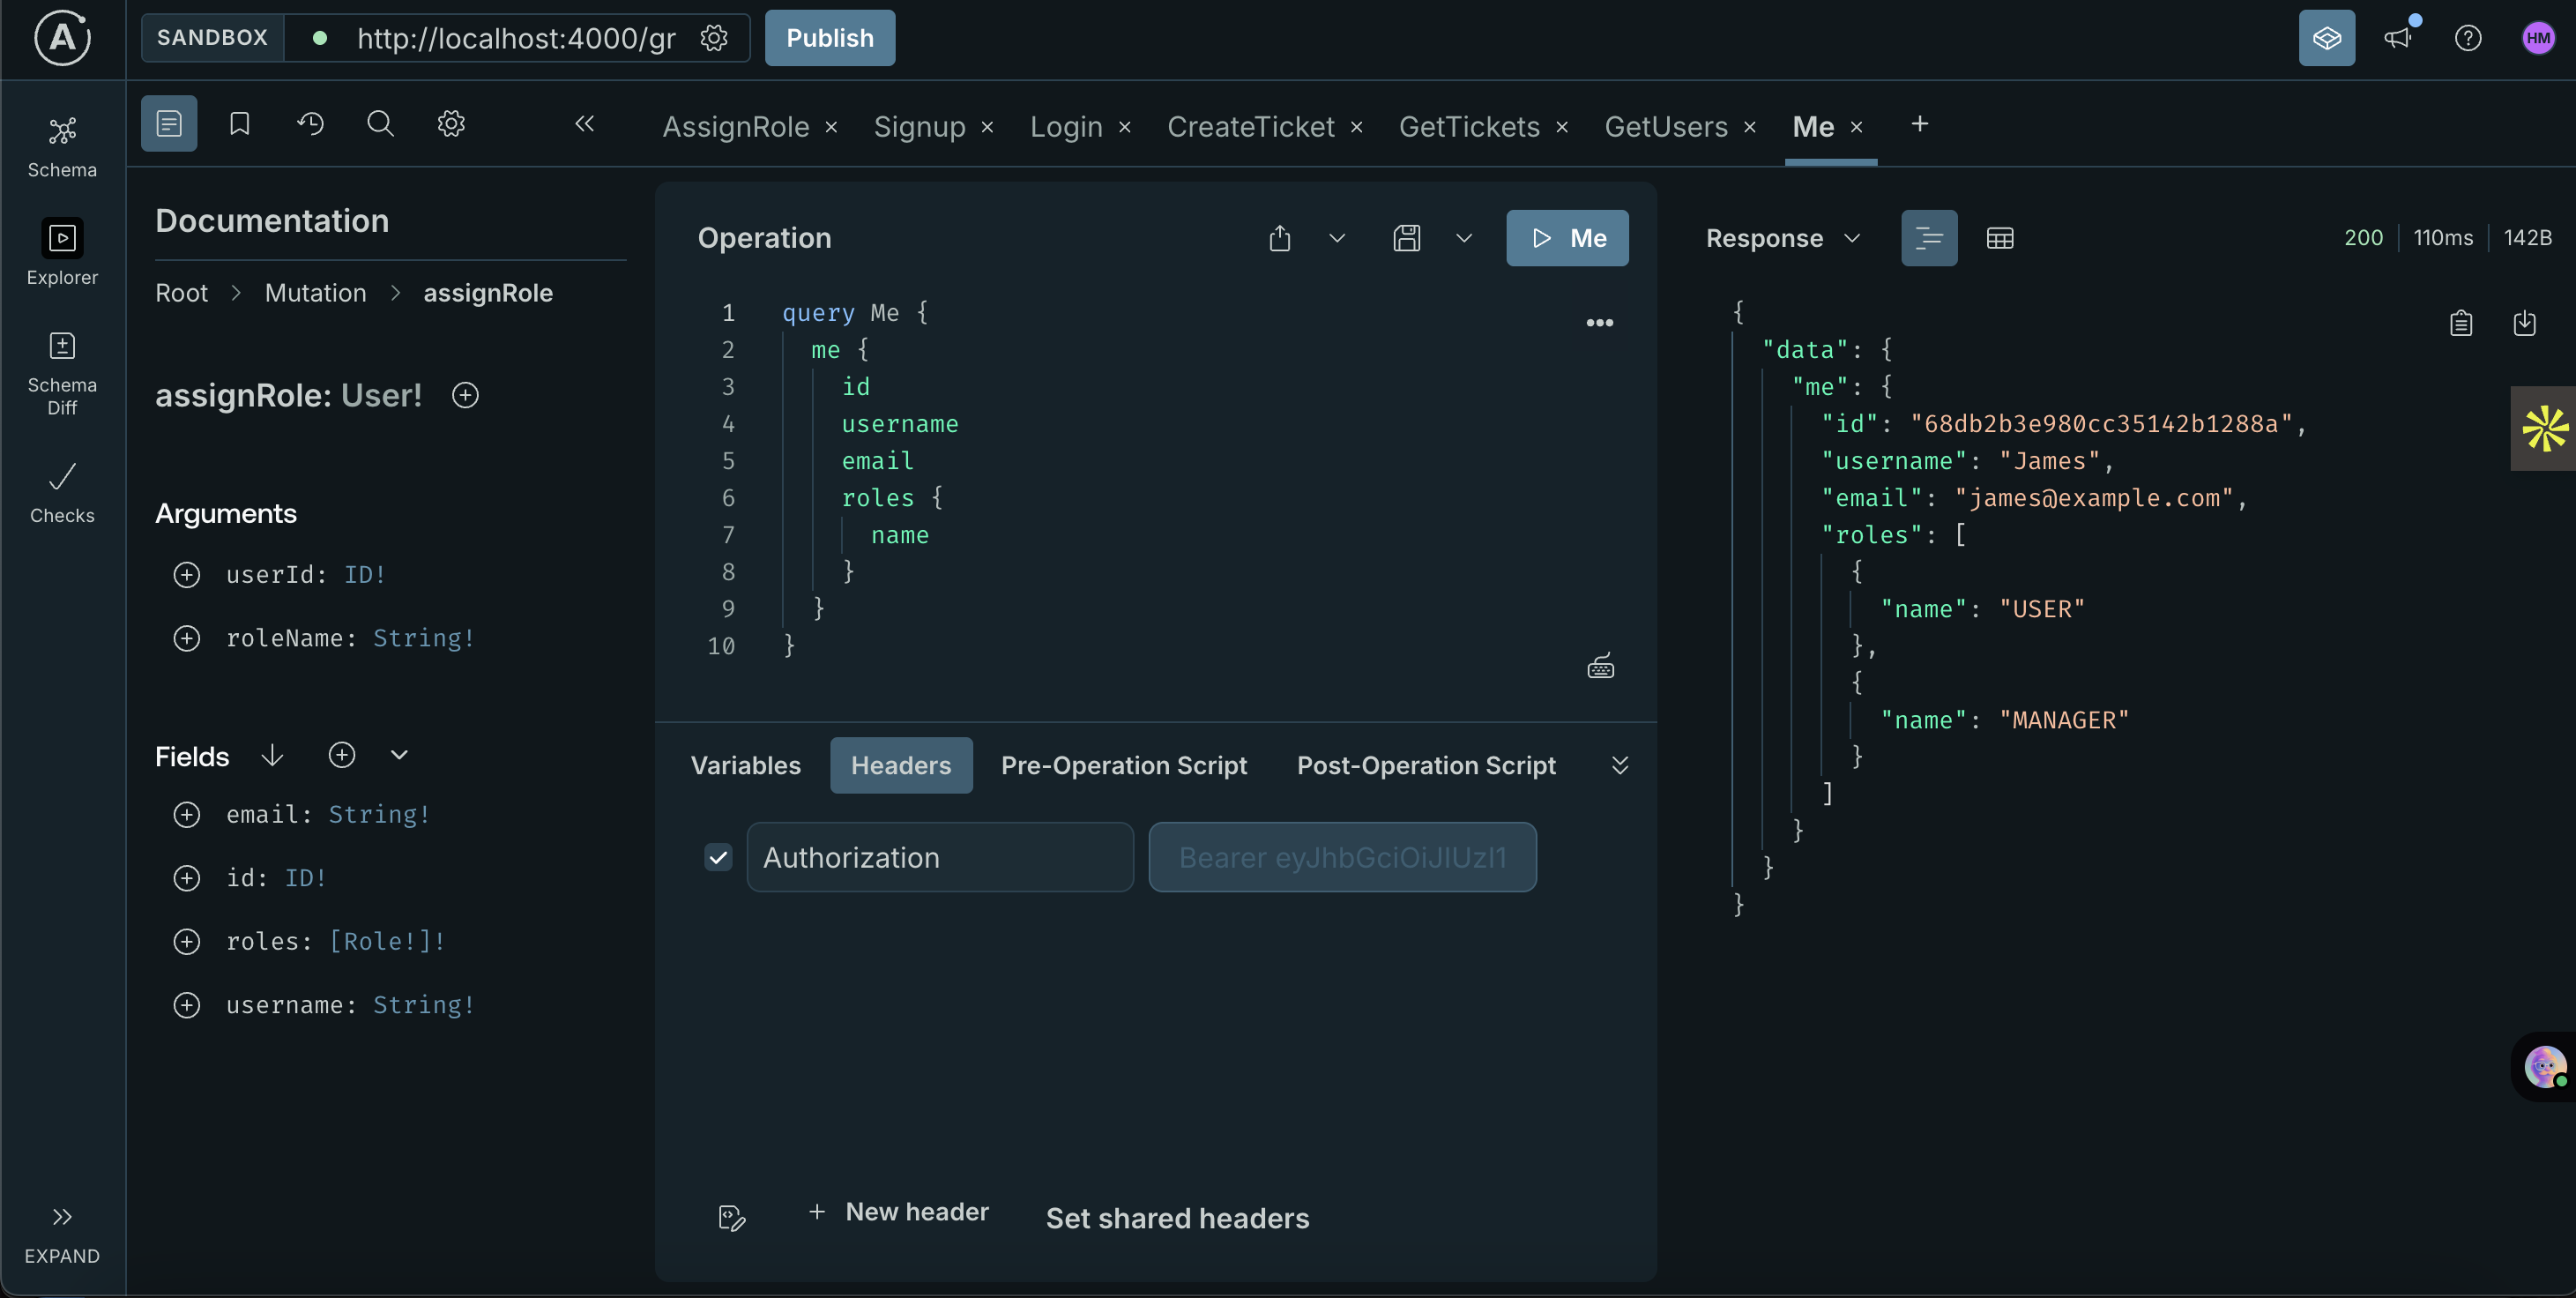 SANDBOX http://localhost:4000/gr Publish HM
AssignRole × Signup × Login × CreateTicket × GetTickets × GetUsers × Me × +
Schema
Explorer
Schema
Diff
Checks
EXPAND
Documentation
Root > Mutation > assignRole
assignRole: User!
Arguments
userId: ID!
roleName: String!
Fields
email: String!
id: ID!
roles: [Role!]!
username: String!
Operation
Me
1 query Me {
2 me {
3 id
4 username
5 email
6 roles {
7 name
8 }
9 }
10 }
Variables Headers Pre-Operation Script Post-Operation Script
Authorization Bearer eyJhbGciOiJIUzI1
+ New header Set shared headers
Response 200 110ms 142B
{
"data": {
"me": {
"id": "68db2b3e980cc35142b1288a",
"username": "James",
"email": "james@example.com",
"roles": [
{
"name": "USER"
},
{
"name": "MANAGER"
}
]
}
}
}